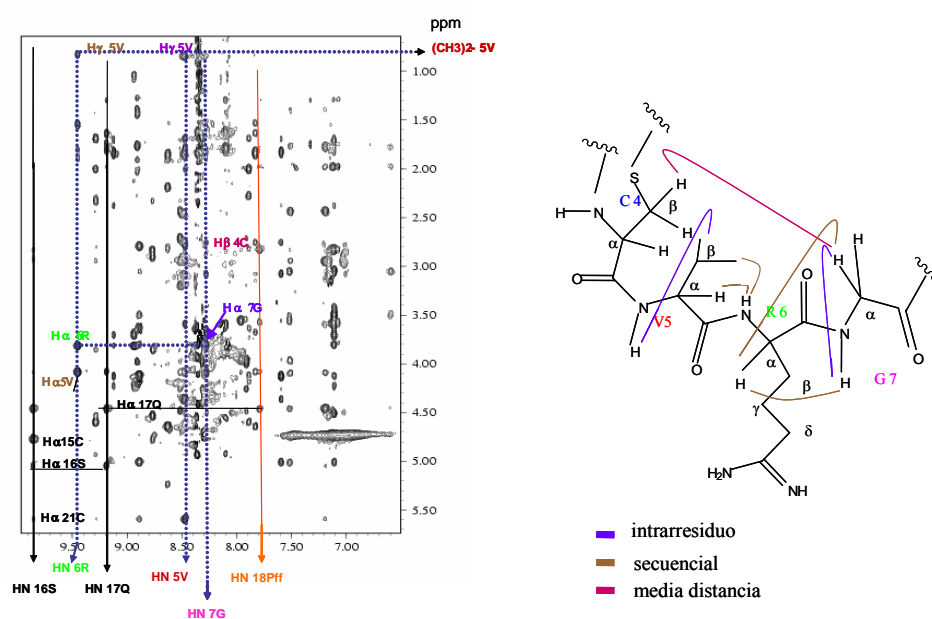 ppm
Hγ 5V
Hγ 5V
(CH3)2- 5V
1.00
1.50
2.00
2.50
3.00
3.50
4.00
4.50
5.00
5.50
Hβ 4C
Hα 7G
Hα 6R
Hα5V
Hα 17Q
Hα15C
Hα 16S
Hα 21C
9.50
9.00
8.50
8.00
7.50
7.00
HN 6R
HN 16S
HN 17Q
HN 5V
HN 18Pff
HN 7G
S
H
C 4
β
H
N
H
α
H
β
H
O
α
H
H
O
N
N
R 6
V5
α
H
O
N
α
O
H
H
β
H
G 7
γ
δ
H2N
NH
intrarresiduo
secuencial
media distancia